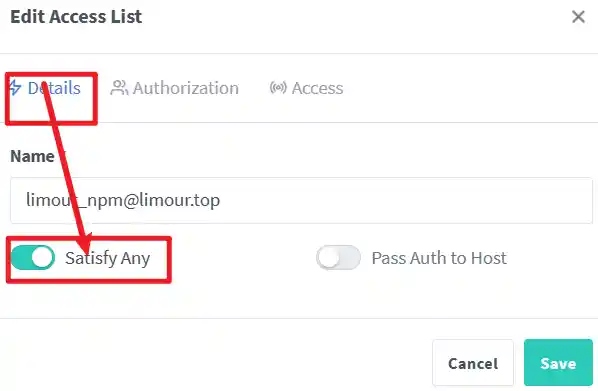 Edit Access List
Details Authorization Access
Name
limour_npm@limour.top
Satisfy Any Pass Auth to Host
Cancel Save